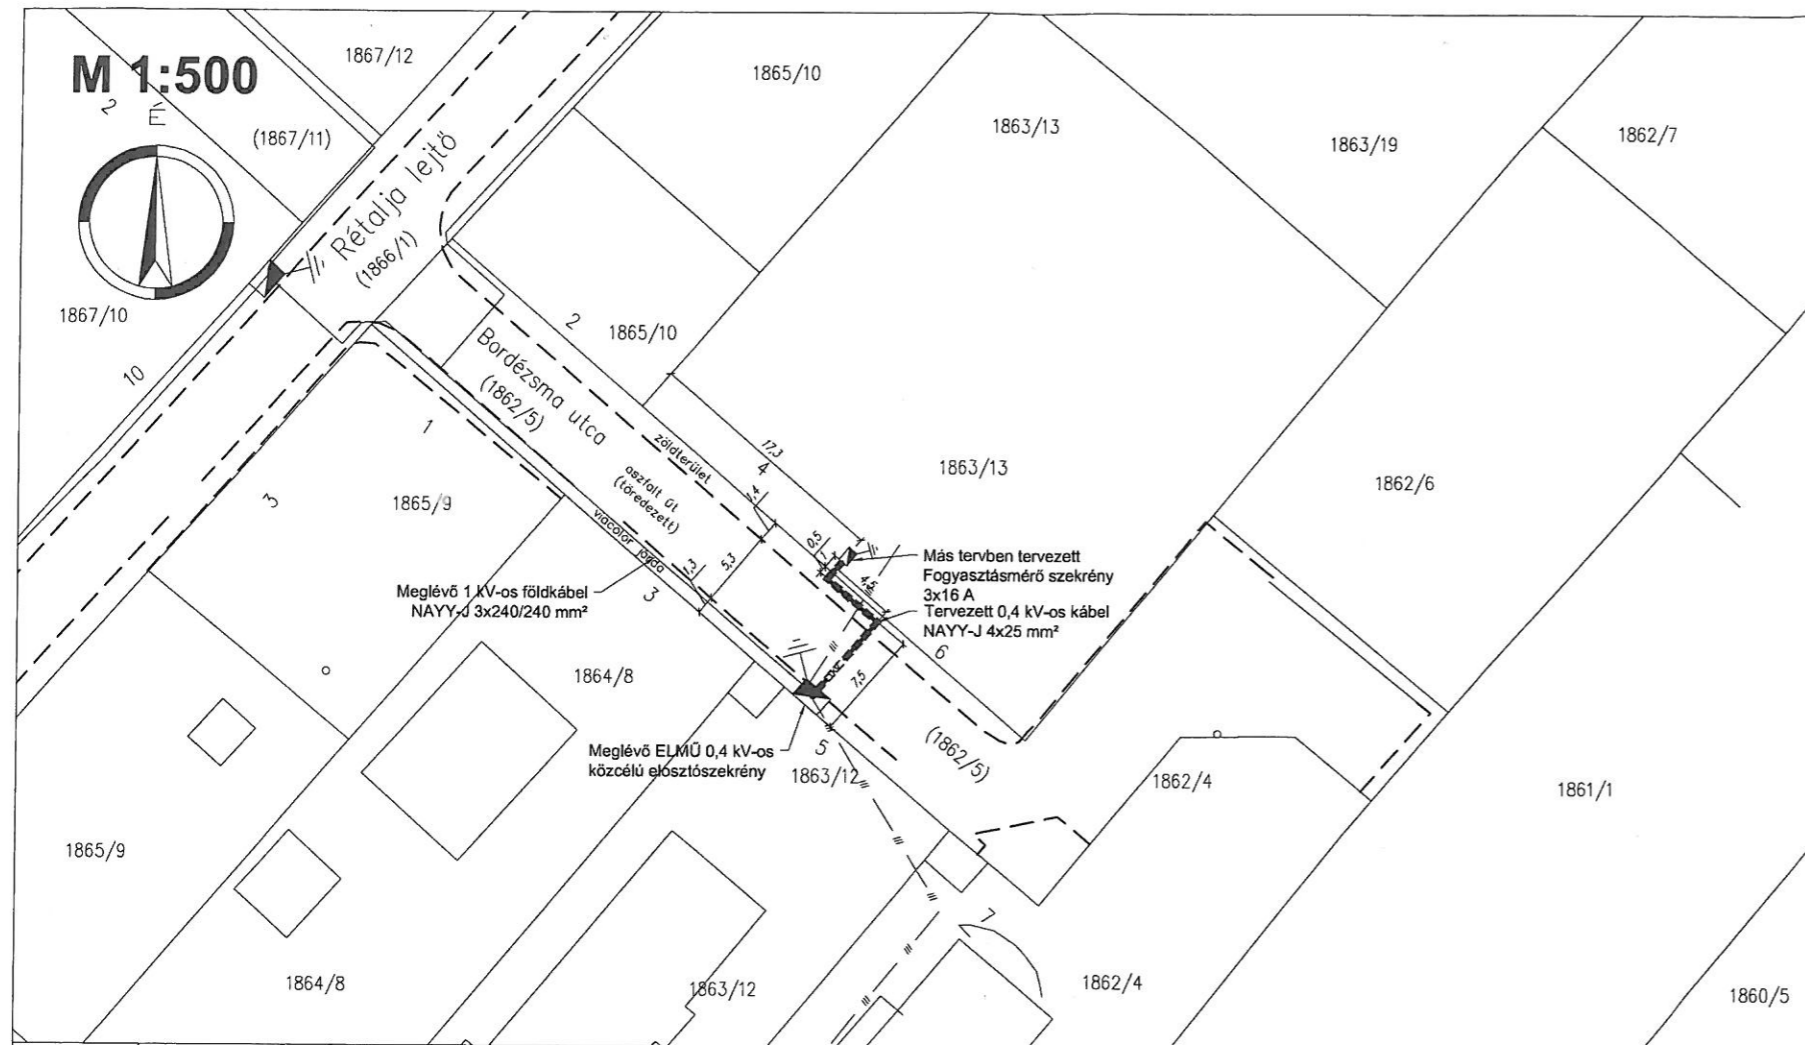 M 1:500
É
2
1867/12
(1867/11)
1865/10
1863/13
1863/19
1862/7
Rétalja lejtő
(1866/1)
1867/10
10
2
1865/10
Bordézsma utca
(1862/5)
1
3
1865/9
zöldterület
aszfalt út
(töredezett)
viacolor járda
17,3
4
1,4
0,5
5,3
1,3
3
4,5
1863/13
1862/6
Más tervben tervezett
Fogyasztásmérő szekrény
3x16 A
Tervezett 0,4 kV-os kábel
NAYY-J 4x25 mm²
Meglévő 1 kV-os földkábel
NAYY-J 3x240/240 mm²
6
7,5
1864/8
Meglévő ELMŰ 0,4 kV-os
közcélú elosztószekrény
5
1863/12
(1862/5)
1862/4
1861/1
1865/9
7
1864/8
1863/12
1862/4
1860/5